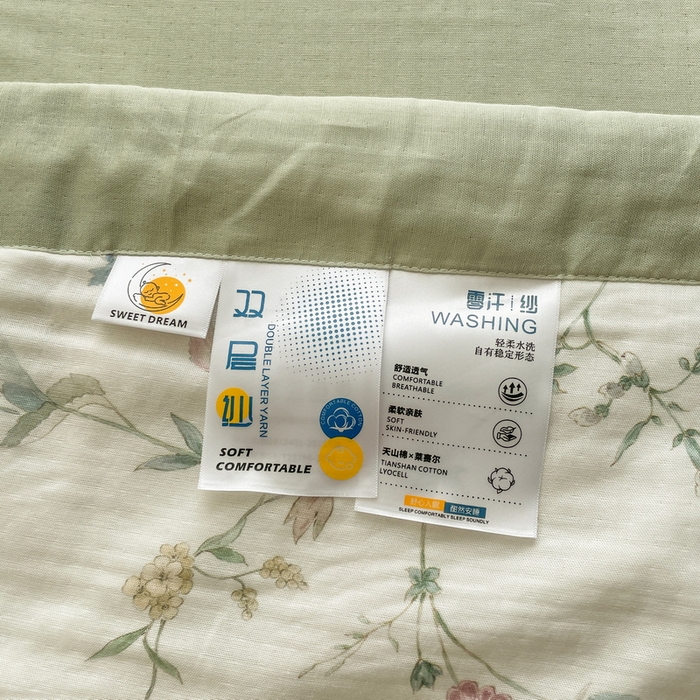 SWEET DREAM
双层纱
DOUBLE LAYER YARN
COMFORTABLE COTTON
SOFT
COMFORTABLE
零汗纱
WASHING
轻柔水洗
自有稳定形态
舒适透气
COMFORTABLE
BREATHABLE
柔软亲肤
SOFT
SKIN-FRIENDLY
天山棉×莱赛尔
TIANSHAN COTTON
LYOCELL
舒心入眠 酣然安睡
SLEEP COMFORTABLY SLEEP SOUNDLY